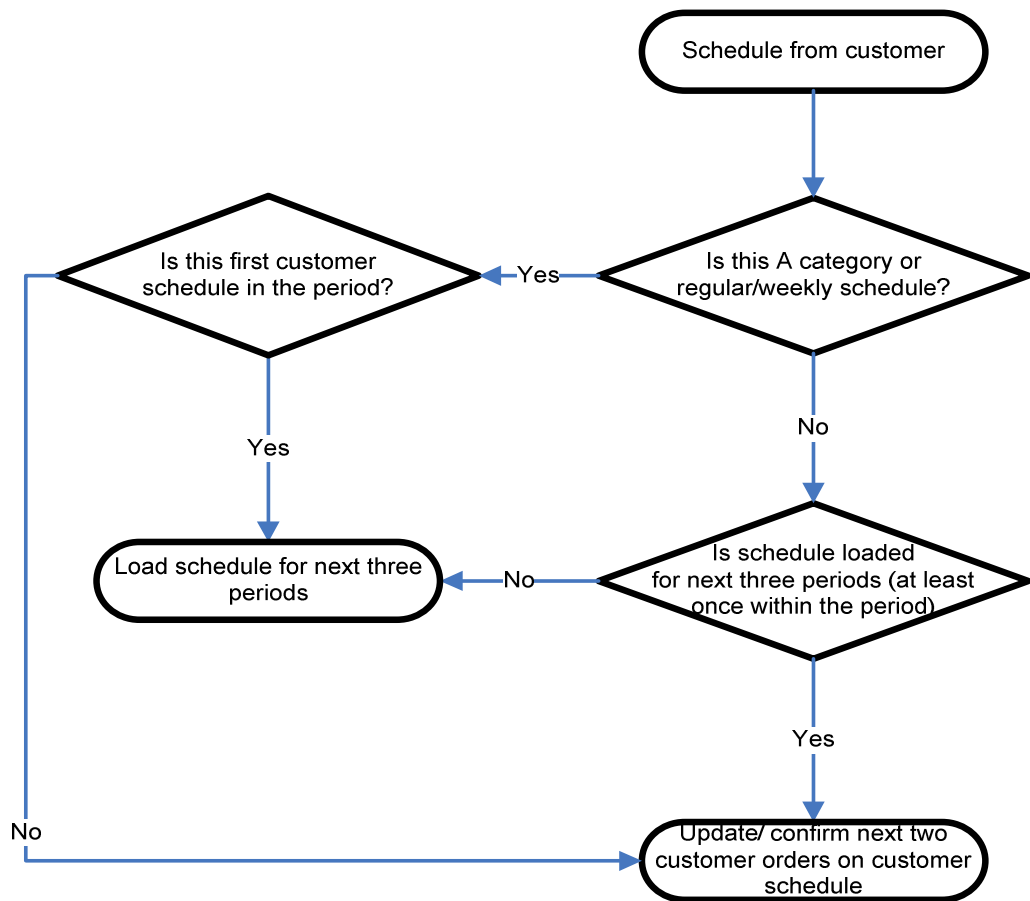 Schedule from customer
Is this first customer
schedule in the period?
Yes
Is this A category or
regular/weekly schedule?
No
Yes
Load schedule for next three
periods
No
Is schedule loaded
for next three periods (at least
once within the period)
Yes
No
Update/ confirm next two
customer orders on customer
schedule